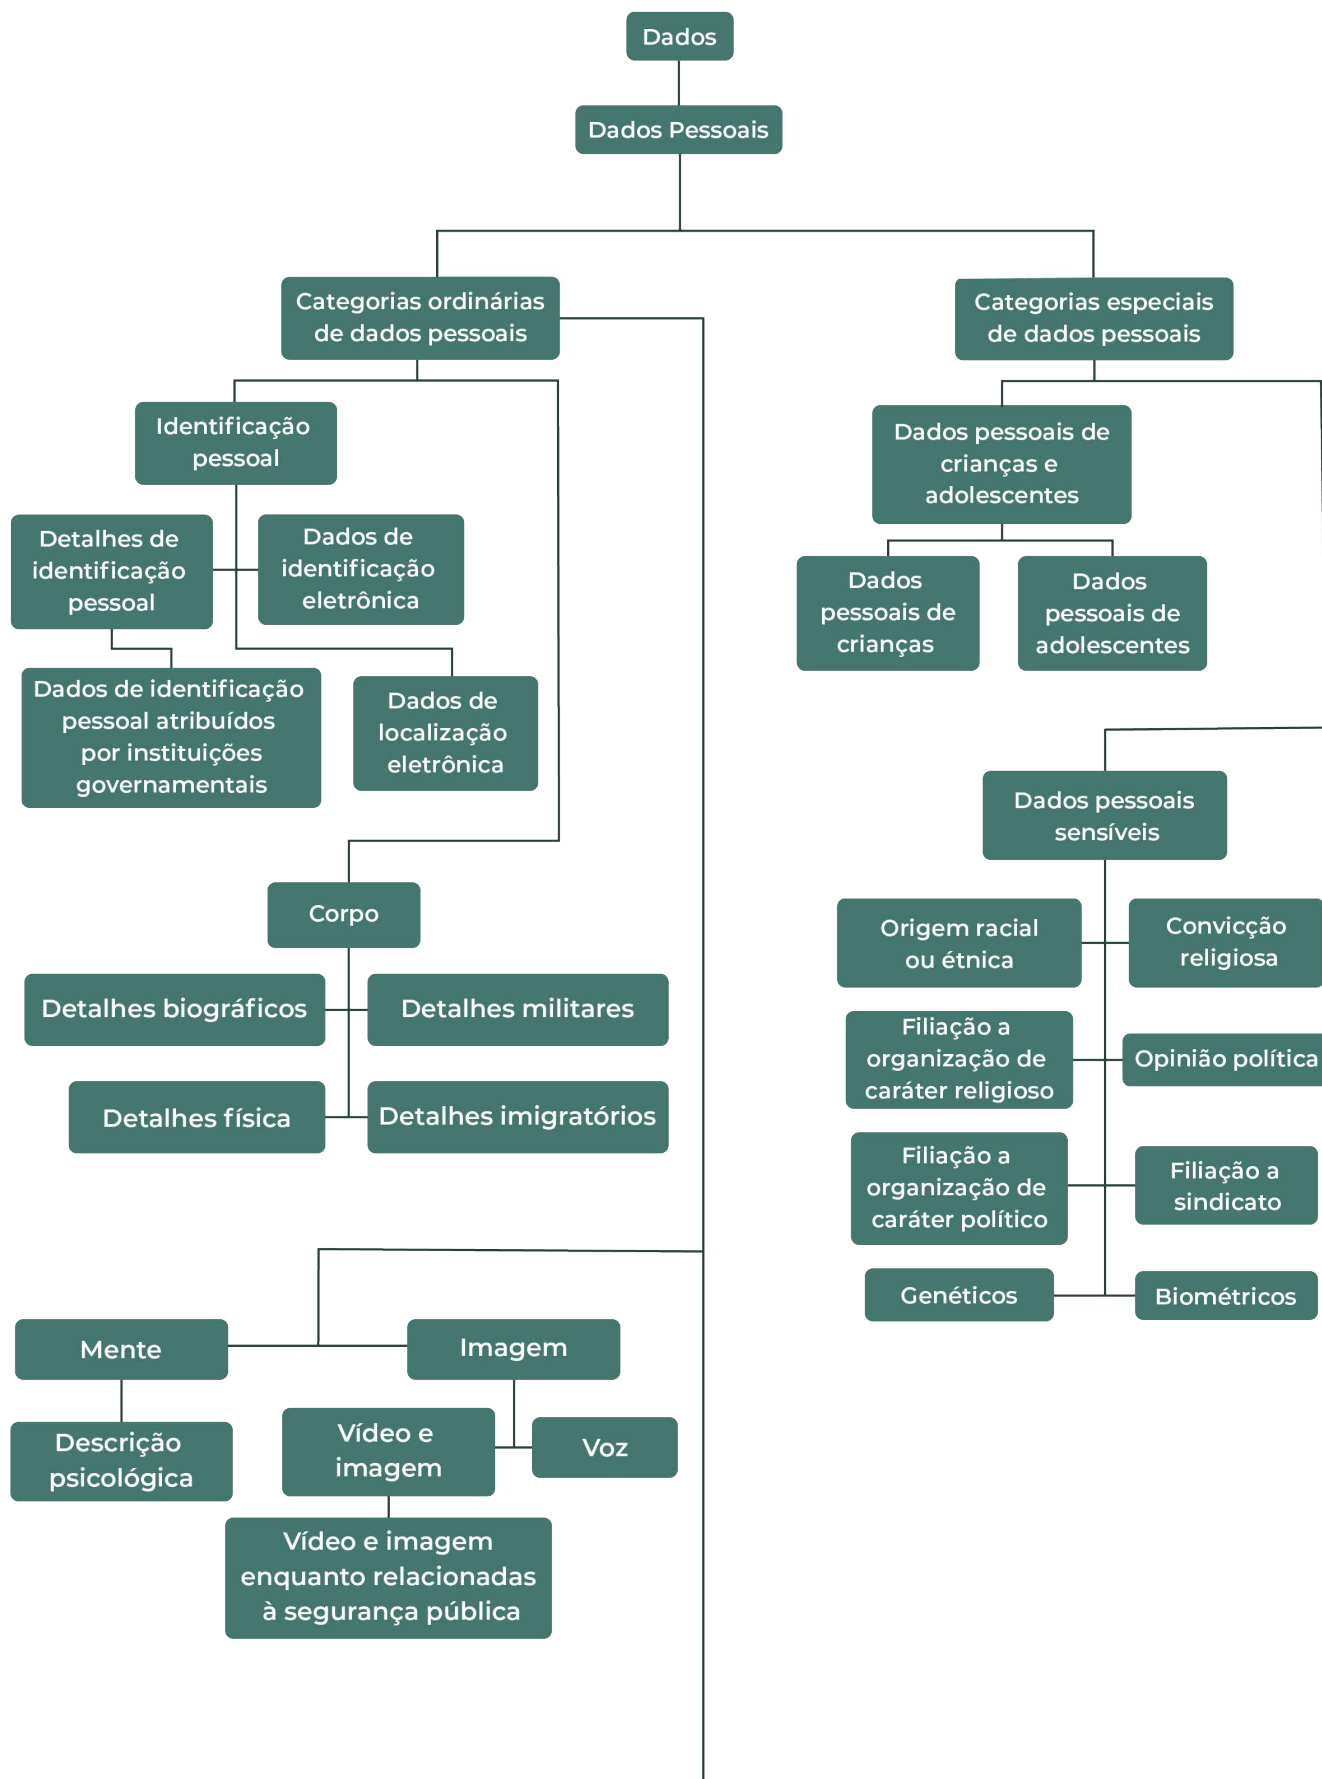 Dados
Dados Pessoais
Categorias ordinárias
de dados pessoais
Categorias especiais
de dados pessoais
Identificação
pessoal
Dados pessoais de
crianças e
adolescentes
Detalhes de
identificação
pessoal
Dados de
identificação
eletrônica
Dados
pessoais de
crianças
Dados
pessoais de
adolescentes
Dados de identificação
pessoal atribuídos
por instituições
governamentais
Dados de
localização
eletrônica
Dados pessoais
sensíveis
Corpo
Origem racial
ou étnica
Convicção
religiosa
Detalhes biográficos
Detalhes militares
Filiação a
organização de
caráter religioso
Opinião política
Detalhes física
Detalhes imigratórios
Filiação a
organização de
caráter político
Filiação a
sindicato
Genéticos
Biométricos
Mente
Imagem
Descrição
psicológica
Vídeo e
imagem
Voz
Vídeo e imagem
enquanto relacionadas
à segurança pública